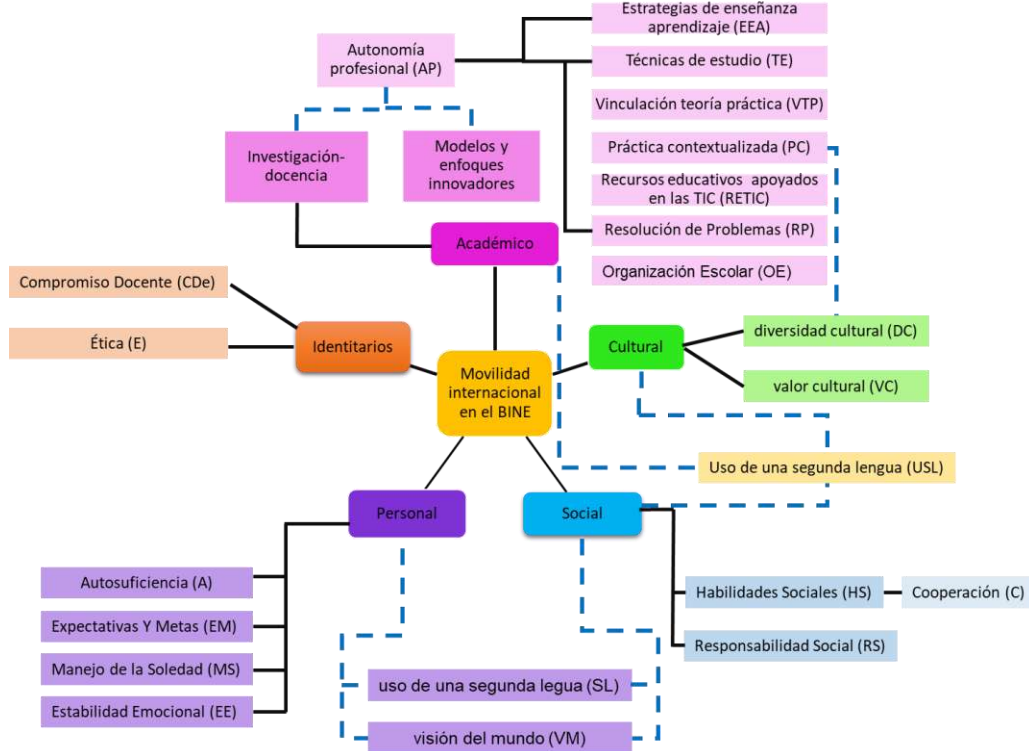 Estrategias de enseñanza
aprendizaje (EEA)
Autonomía
profesional (AP)
Técnicas de estudio (TE)
Vinculación teoría práctica (VTP)
Práctica contextualizada (PC)
Investigación-
docencia
Modelos y
enfoques
innovadores
Recursos educativos apoyados
en las TIC (RETIC)
Resolución de Problemas (RP)
Académico
Organización Escolar (OE)
Compromiso Docente (CDe)
Ética (E)
Identitarios
Movilidad
internacional
en el BINE
Cultural
diversidad cultural (DC)
valor cultural (VC)
Uso de una segunda lengua (USL)
Personal
Social
Autosuficiencia (A)
Expectativas Y Metas (EM)
Manejo de la Soledad (MS)
Estabilidad Emocional (EE)
Habilidades Sociales (HS)
Cooperación (C)
Responsabilidad Social (RS)
uso de una segunda legua (SL)
visión del mundo (VM)